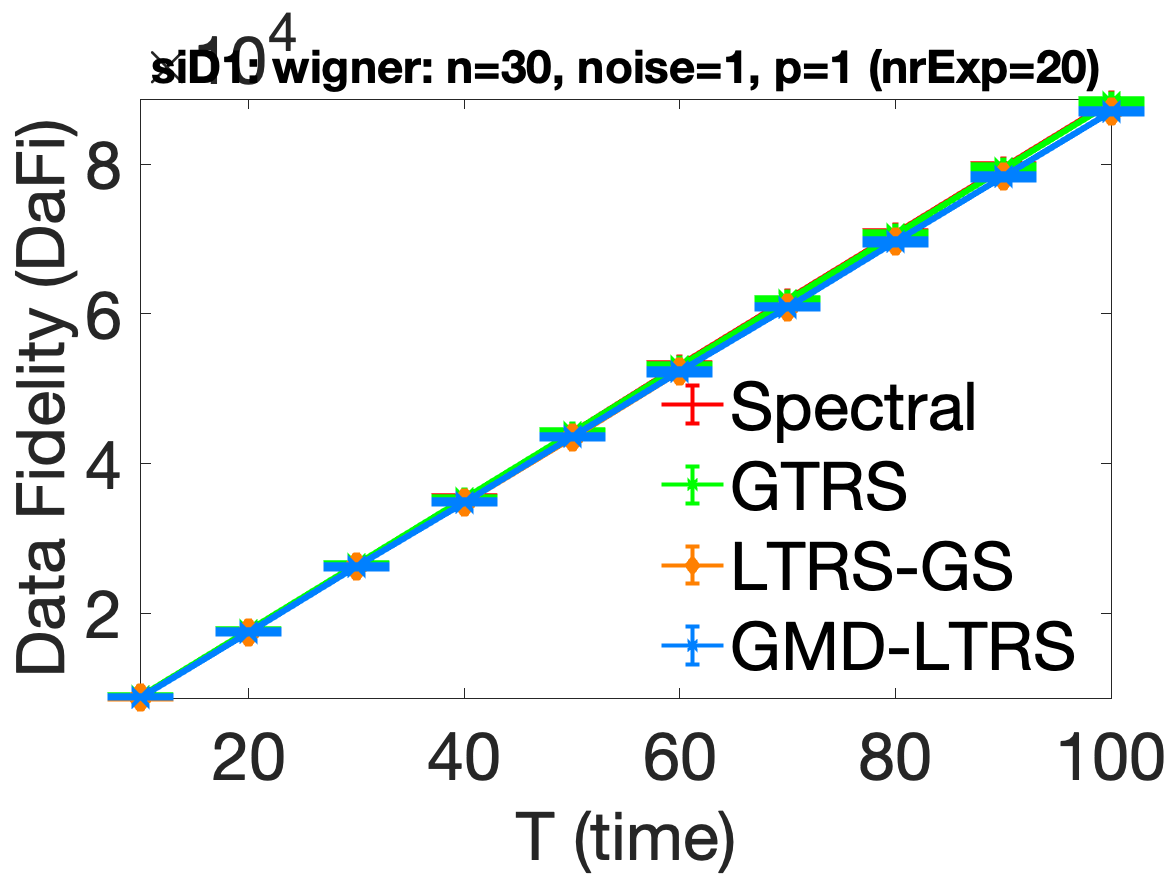 ×10^4
siD1: wigner: n=30, noise=1, p=1 (nrExp=20)
Data Fidelity (DaFi)
8
6
4
2
Spectral
GTRS
LTRS-GS
GMD-LTRS
20 40 60 80 100
T (time)